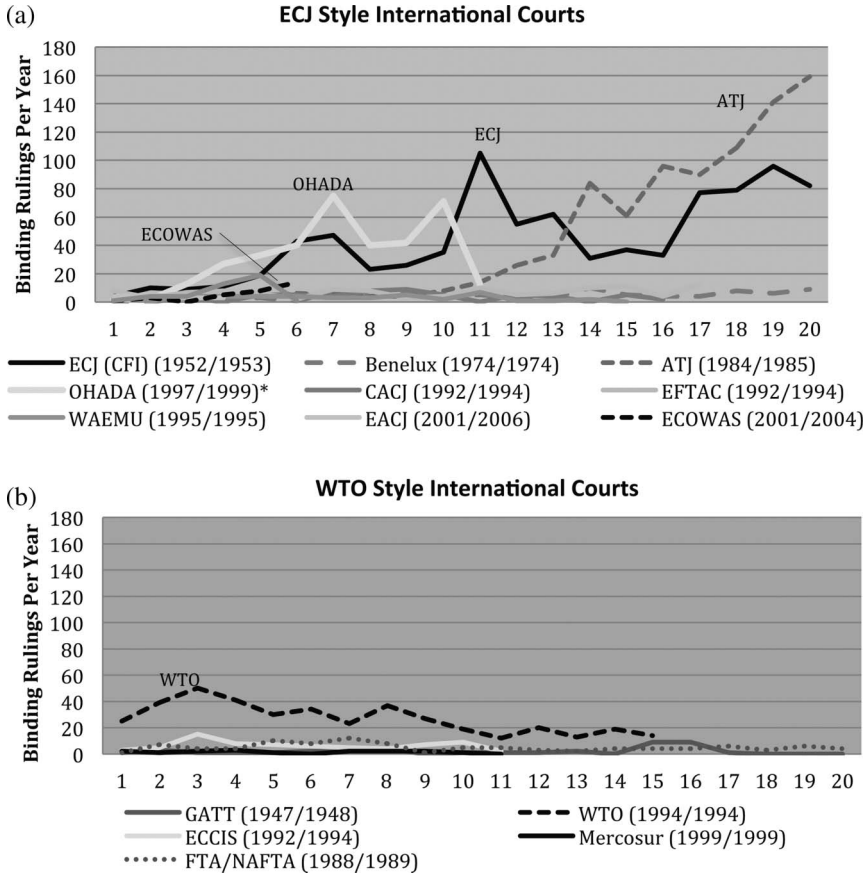 (a)
ECJ Style International Courts
Binding Rulings Per Year
180
160
140
120
100
80
60
40
20
0
ATJ
ECJ
OHADA
ECOWAS
1 2 3 4 5 6 7 8 9 10 11 12 13 14 15 16 17 18 19 20
ECJ (CFI) (1952/1953) Benelux (1974/1974) ATJ (1984/1985)
OHADA (1997/1999)* CACJ (1992/1994) EFTAC (1992/1994)
WAEMU (1995/1995) EACJ (2001/2006) ECOWAS (2001/2004)
(b)
WTO Style International Courts
Binding Rulings Per Year
180
160
140
120
100
80
60
40
20
0
WTO
1 2 3 4 5 6 7 8 9 10 11 12 13 14 15 16 17 18 19 20
GATT (1947/1948) WTO (1994/1994)
ECCIS (1992/1994) Mercosur (1999/1999)
FTA/NAFTA (1988/1989)